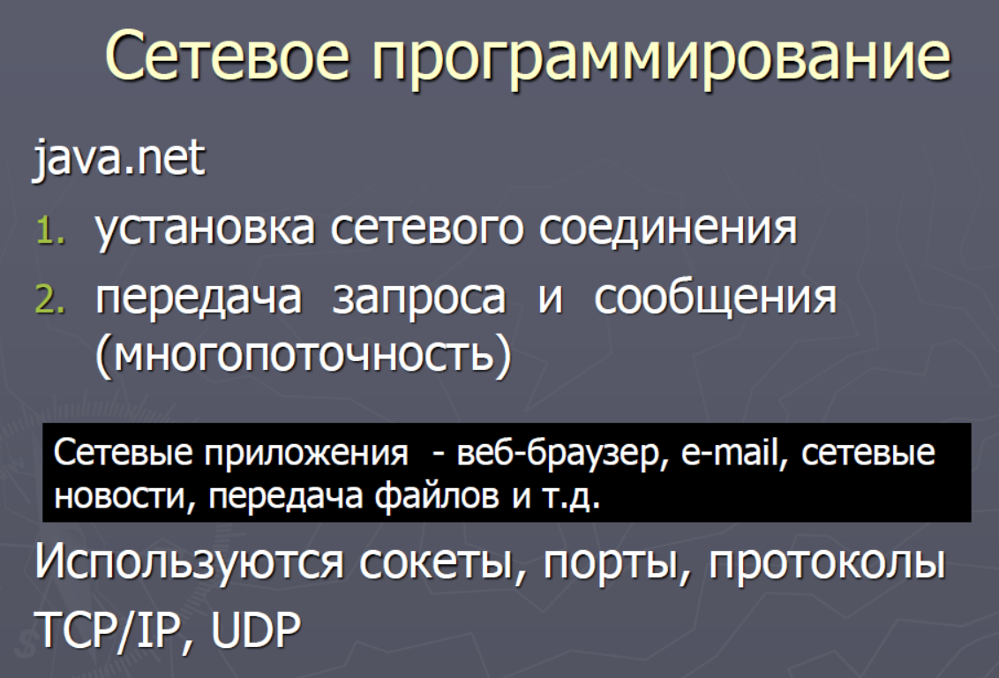 Сетевое программирование
java.net
1. установка сетевого соединения
2. передача запроса и сообщения
(многопоточность)
Сетевые приложения - веб-браузер, e-mail, сетевые
новости, передача файлов и т.д.
Используются сокеты, порты, протоколы
TCP/IP, UDP